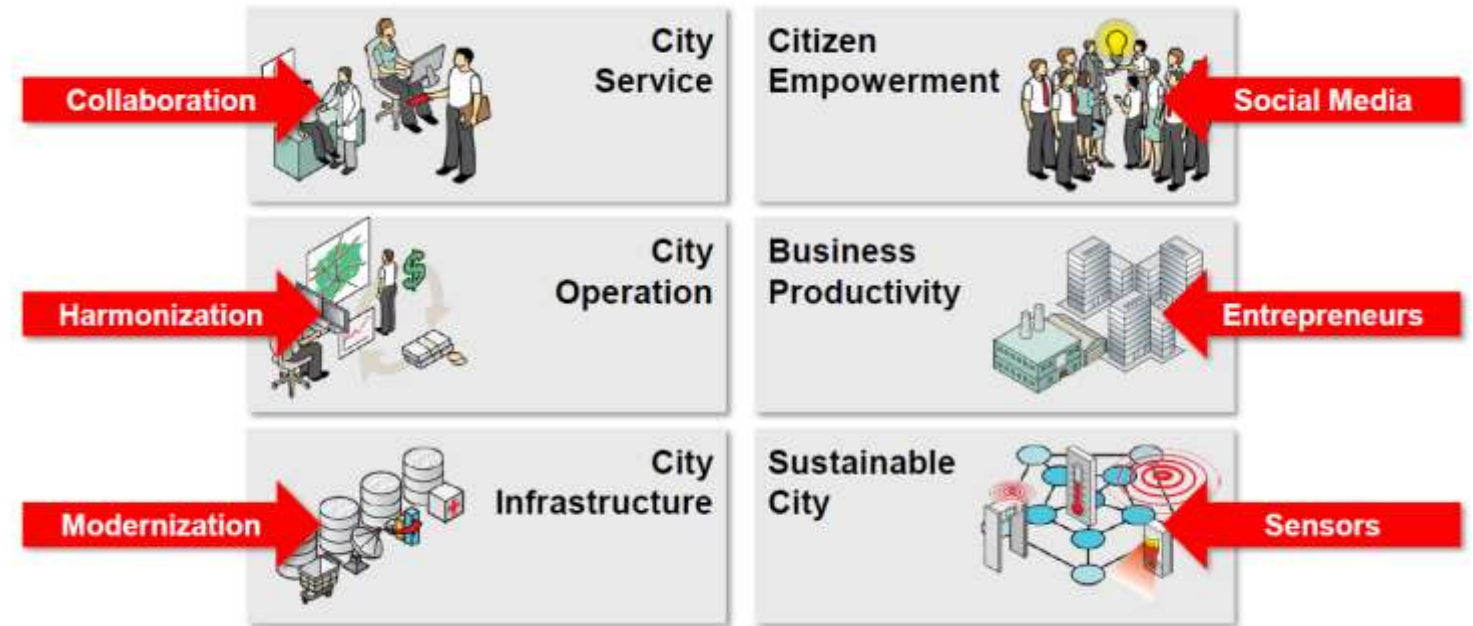 Collaboration
City
Service
Citizen
Empowerment
Social Media
Harmonization
City
Operation
$
Business
Productivity
Entrepreneurs
Modernization
City
Infrastructure
Sustainable
City
Sensors